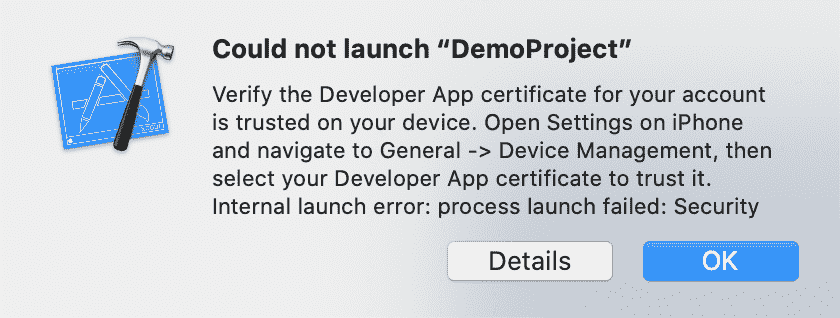 Could not launch “DemoProject”
Verify the Developer App certificate for your account
is trusted on your device. Open Settings on iPhone
and navigate to General -> Device Management, then
select your Developer App certificate to trust it.
Internal launch error: process launch failed: Security
Details
OK